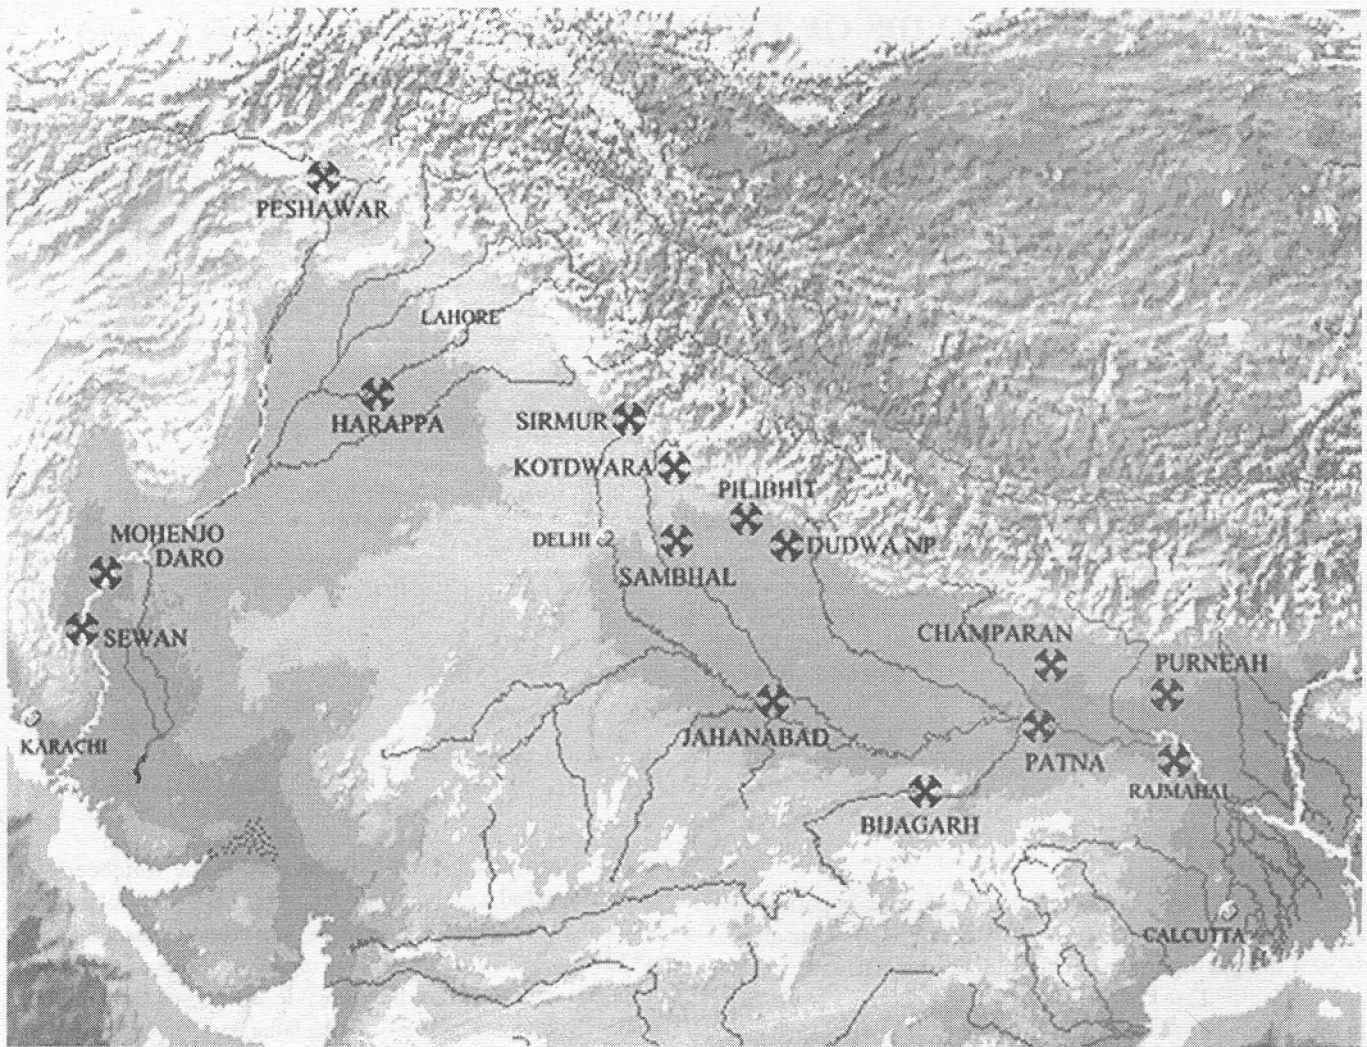 PESHAWAR
LAHORE
HARAPPA
SIRMUR
KOTDWARA
PILIBHIT
MOHENJO
DARO
DELHI
DUDWA NP
SAMBHAL
SEWAN
CHAMPARAN
PURNEAH
KARACHI
JAHANABAD
PATNA
RAJMAHAL
BIJAGARH
CALCUTTA